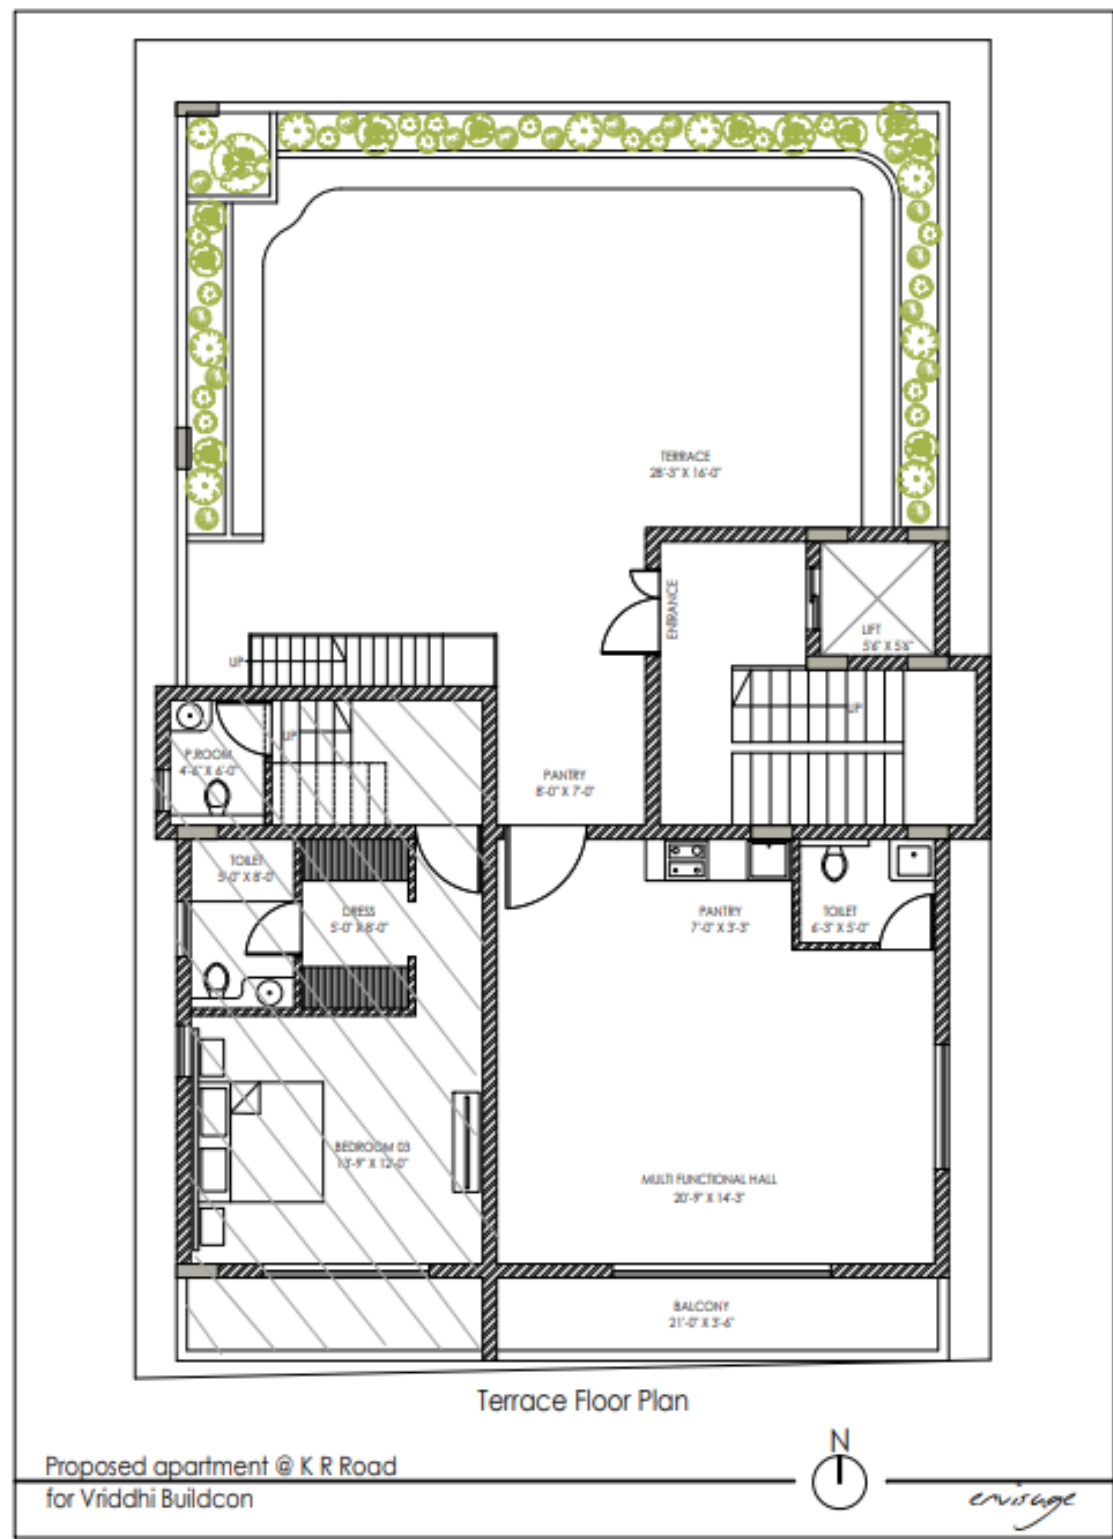 TERRACE
28'-3" X 16'-0"
ENTRANCE
LIFT
5'6" X 5'6"
UP
UP
UP
P.ROOM
4'-6" X 6'-0"
PANTRY
8'-0" X 7'-0"
TOILET
5'-0" X 8'-0"
DRESS
5'-0" X 8'-0"
PANTRY
7'-0" X 3'-3"
TOILET
6'-3" X 5'-0"
BEDROOM 03
13'-9" X 12'-0"
MULTI FUNCTIONAL HALL
20'-9" X 14'-3"
BALCONY
21'-0" X 3'-6"
Terrace Floor Plan
N
Proposed apartment @ K R Road
for Vriddhi Buildcon
envisage